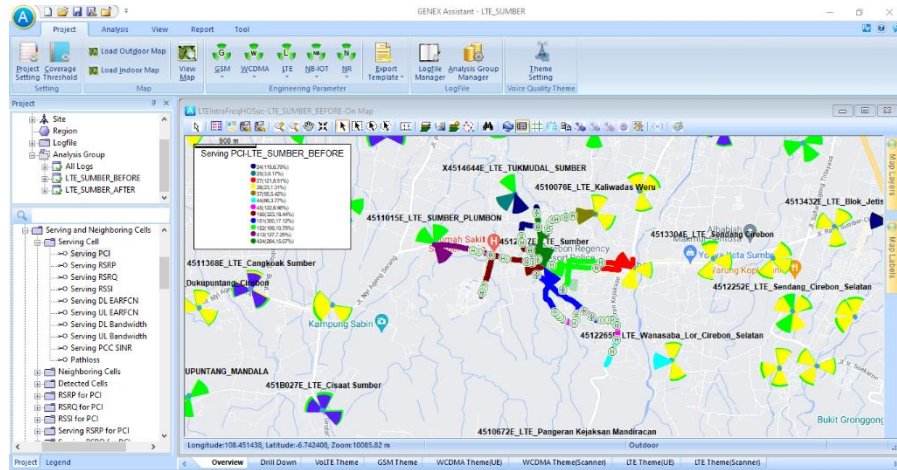 GENEX Assistant - LTE_SUMBER
Project Analysis View Report Tool
Project Setting
Coverage Threshold
Load Outdoor Map
Load Indoor Map
View Map
GSM WCDMA LTE NB-IOT NR
Export Template
Logfile Manager
Analysis Group Manager
Theme Setting
Setting Map Engineering Parameter LogFile Voice Quality Theme
Project
Site
Region
Logfile
Analysis Group
All Logs
LTE_SUMBER_BEFORE
LTE_SUMBER_AFTER
Serving and Neighboring Cells
Serving Cell
Serving PCI
Serving RSRP
Serving RSRQ
Serving RSSI
Serving DL EARFCN
Serving UL EARFCN
Serving DL Bandwidth
Serving UL Bandwidth
Serving PCC SINR
Pathloss
Neighboring Cells
Detected Cells
RSRP for PCI
RSRQ for PCI
RSSI for PCI
Serving RSRP for PCI
Project Legend
LTEIntraFreqHOSuc-LTE_SUMBER_BEFORE-On Map
500 m
Serving PCI-LTE_SUMBER_BEFORE
X4514644E_LTE_TUKMUDAL_SUMBER
4510076E_LTE_Kaliwadas Weru
4513432E_LTE_Blok_Jetis
4511015E_LTE_SUMBER_PLUMBON
4513304E_LTE_Sendang Cirebon
4511368E_LTE_Cangkoak Sumber
Dukupuntang_Cirebon
4512252E_LTE_Sendang_Cirebon_Selatan
Kampung Sabin
4512265E_LTE_Wanasaba_Lor_Cirebon_Selatan
UPUNTANG_MANDALA
451B027E_LTE_Cisaat Sumber
4510672E_LTE_Pangeran Kejaksan Mandiracan
Bukit Gronggong
Map Layers
Map Labels
Longitude:108.451438, Latitude:-6.742408, Zoom:10085.82 m
Outdoor
Overview Drill Down VoLTE Theme GSM Theme WCDMA Theme(UE) WCDMA Theme(Scanner) LTE Theme(UE) LTE Theme(Scanner)